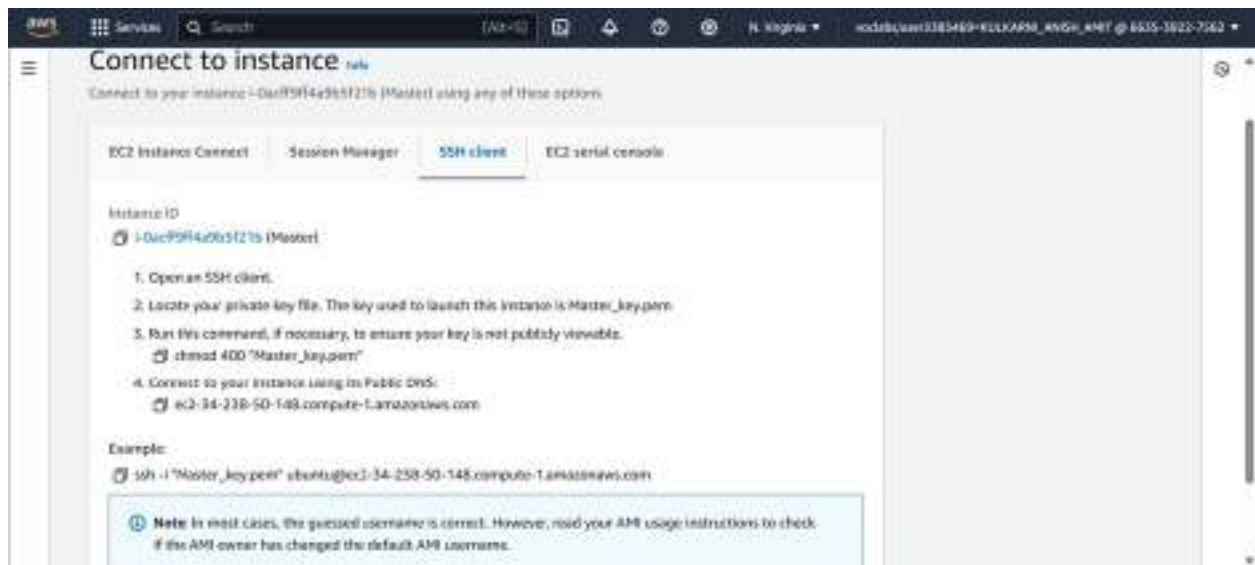 aws Services Search [Alt+S] N. Virginia
Connect to instance Info
Connect to your instance (Master) using any of these options
EC2 Instance Connect Session Manager SSH client EC2 serial console
Instance ID
(Master)
1. Open an SSH client.
2. Locate your private key file. The key used to launch this instance is Master_key.pem
3. Run this command, if necessary, to ensure your key is not publicly viewable.
chmod 400 "Master_key.pem"
4. Connect to your instance using its Public DNS:
ec2-34-238-50-148.compute-1.amazonaws.com
Example:
ssh -i "Master_key.pem" ubuntu@ec2-34-238-50-148.compute-1.amazonaws.com
Note: In most cases, the guessed username is correct. However, read your AMI usage instructions to check
if the AMI owner has changed the default AMI username.